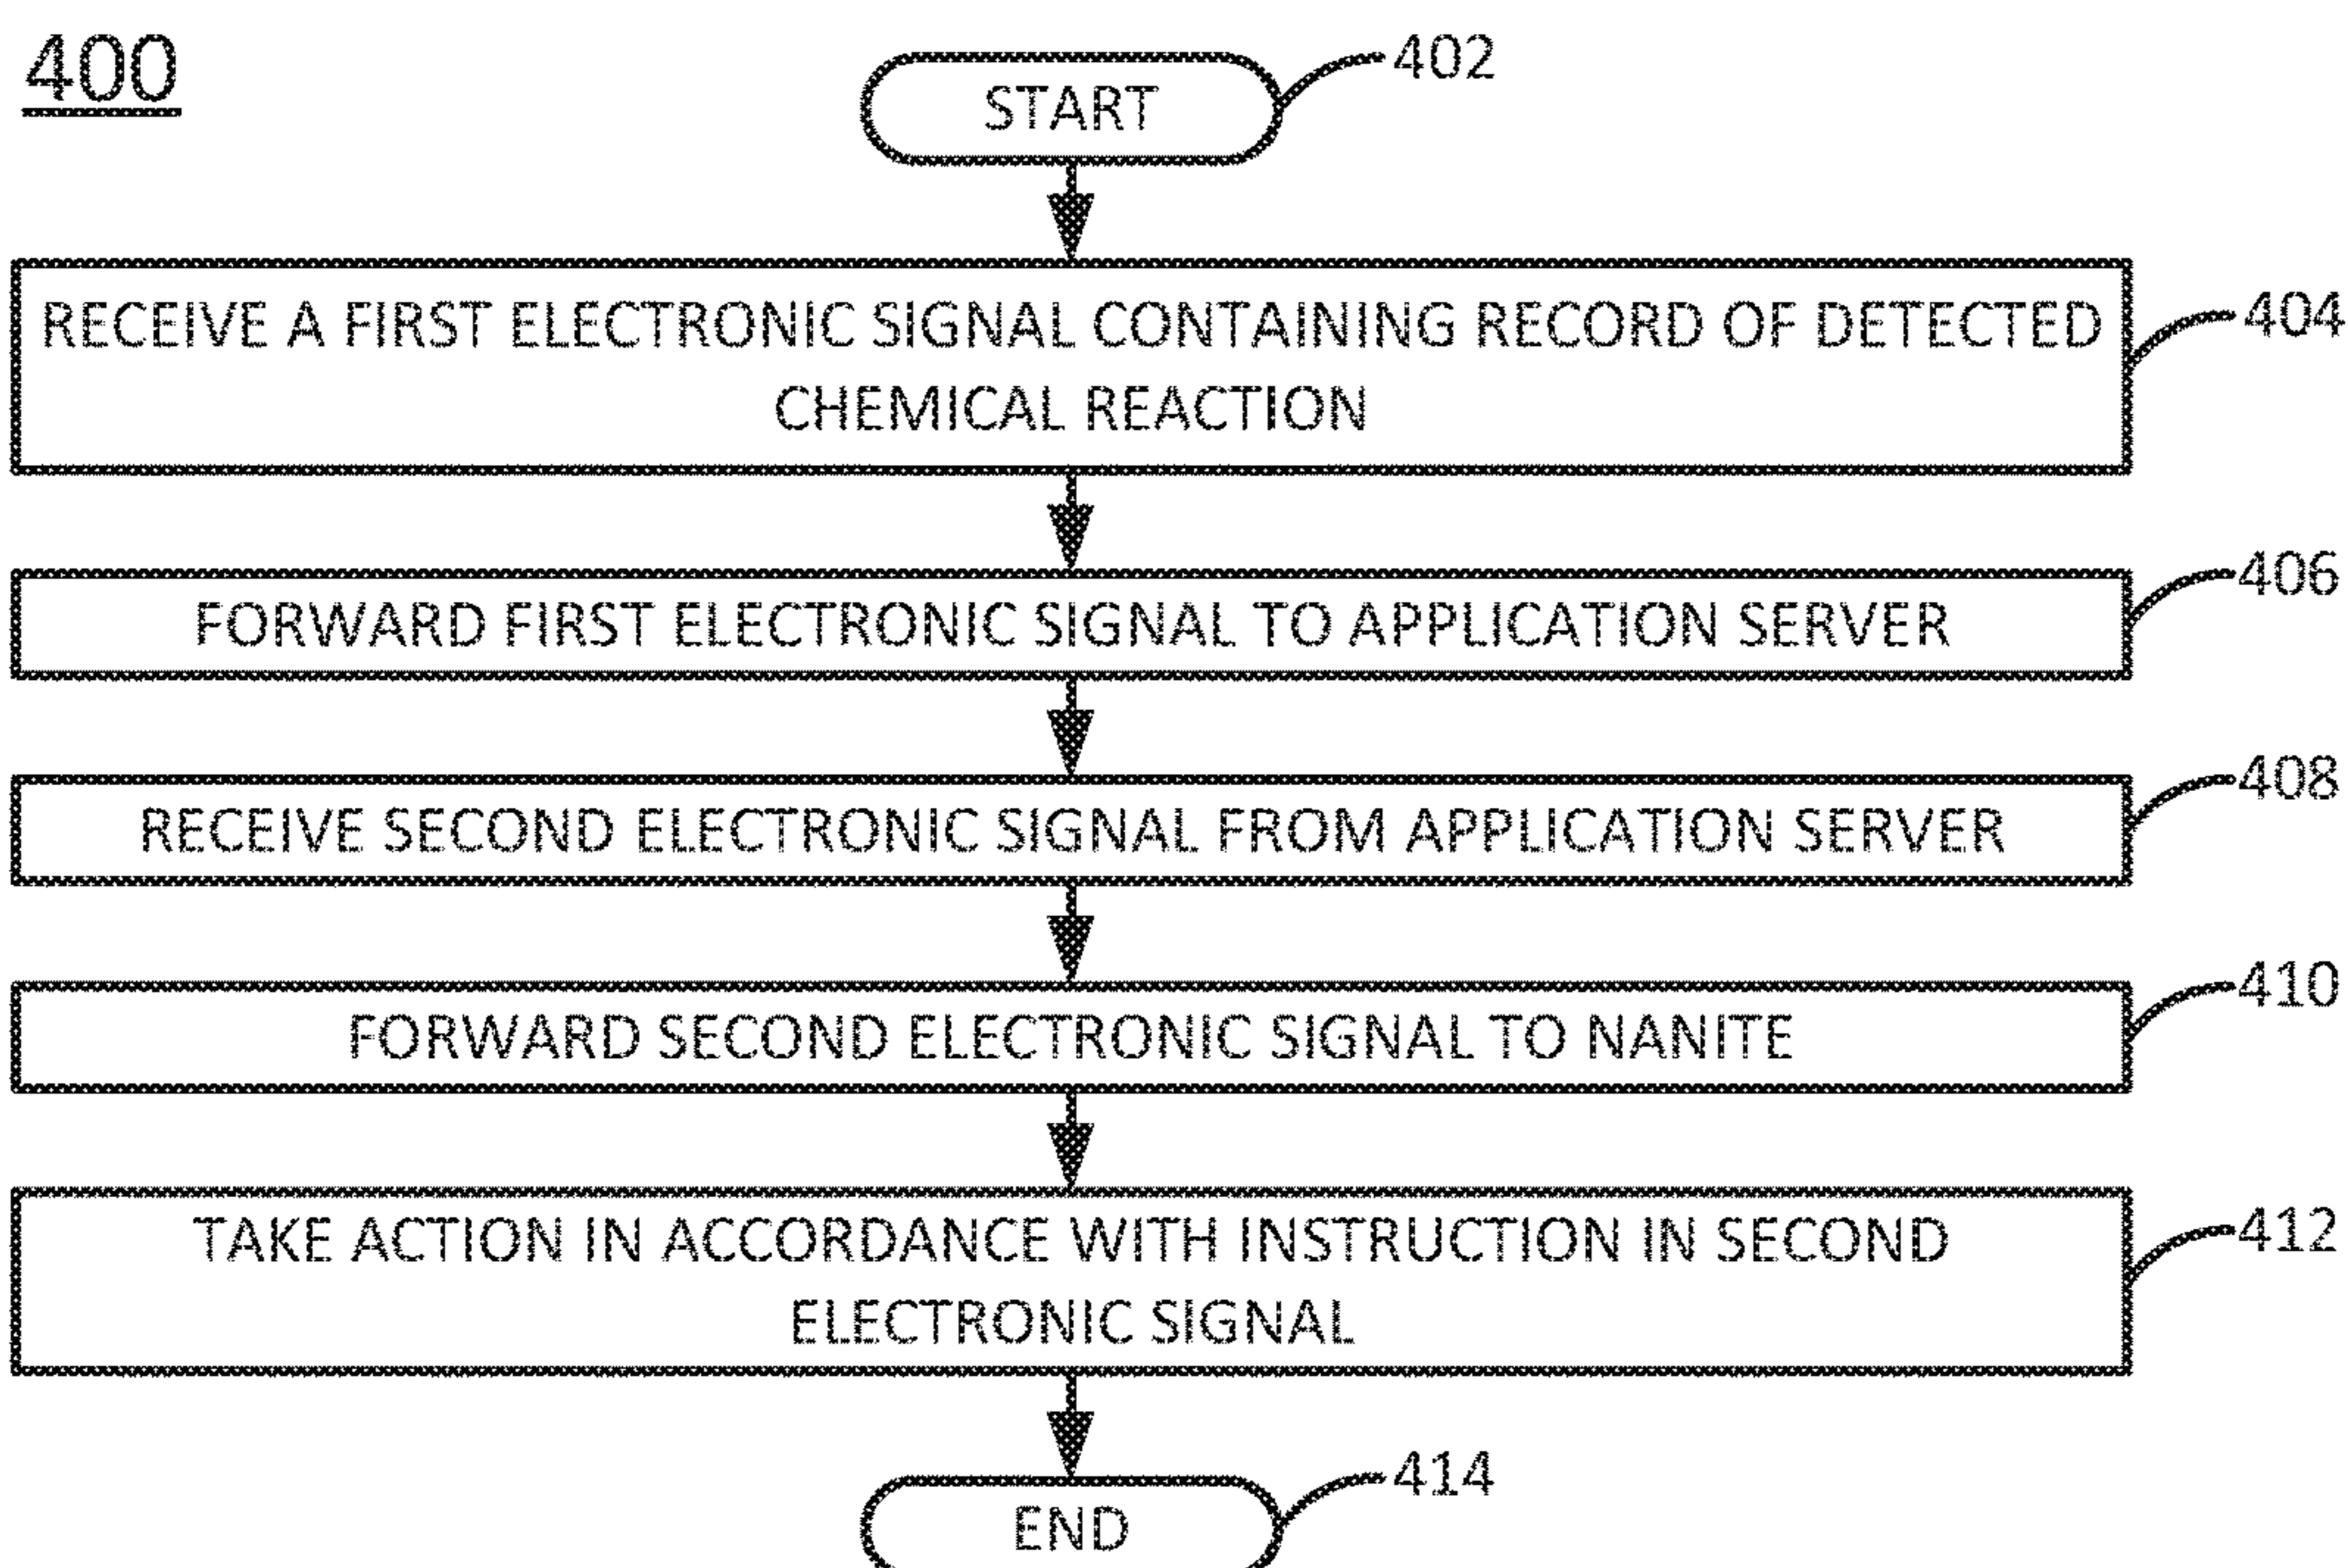 400
START
402
RECEIVE A FIRST ELECTRONIC SIGNAL CONTAINING RECORD OF DETECTED
CHEMICAL REACTION
404
FORWARD FIRST ELECTRONIC SIGNAL TO APPLICATION SERVER
406
RECEIVE SECOND ELECTRONIC SIGNAL FROM APPLICATION SERVER
408
FORWARD SECOND ELECTRONIC SIGNAL TO NANITE
410
TAKE ACTION IN ACCORDANCE WITH INSTRUCTION IN SECOND
ELECTRONIC SIGNAL
412
END
414